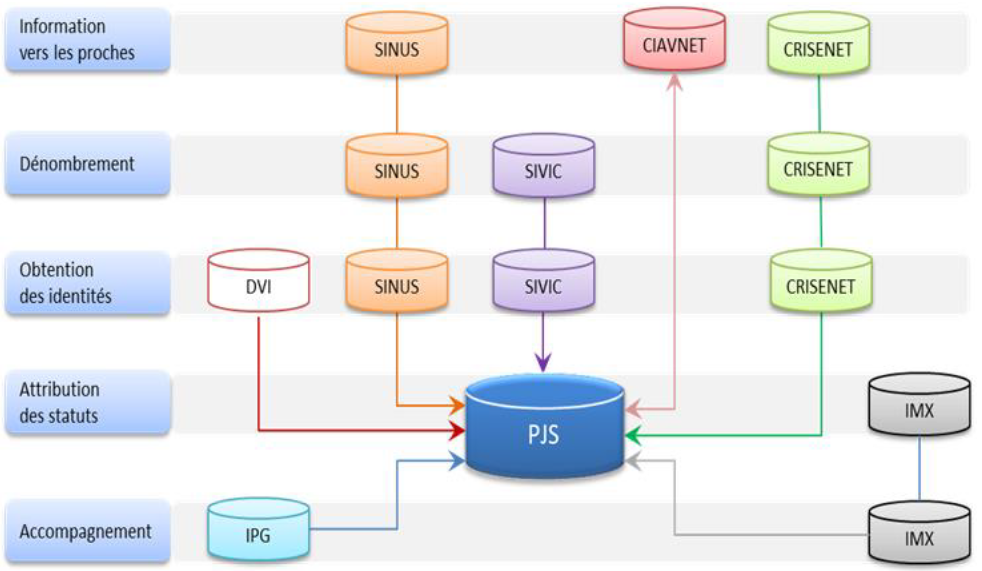 Information
vers les proches
SINUS
CIAVNET
CRISENET
Dénombrement
SINUS
SIVIC
CRISENET
Obtention
des identités
DVI
SINUS
SIVIC
CRISENET
Attribution
des statuts
PJS
IMX
Accompagnement
IPG
IMX